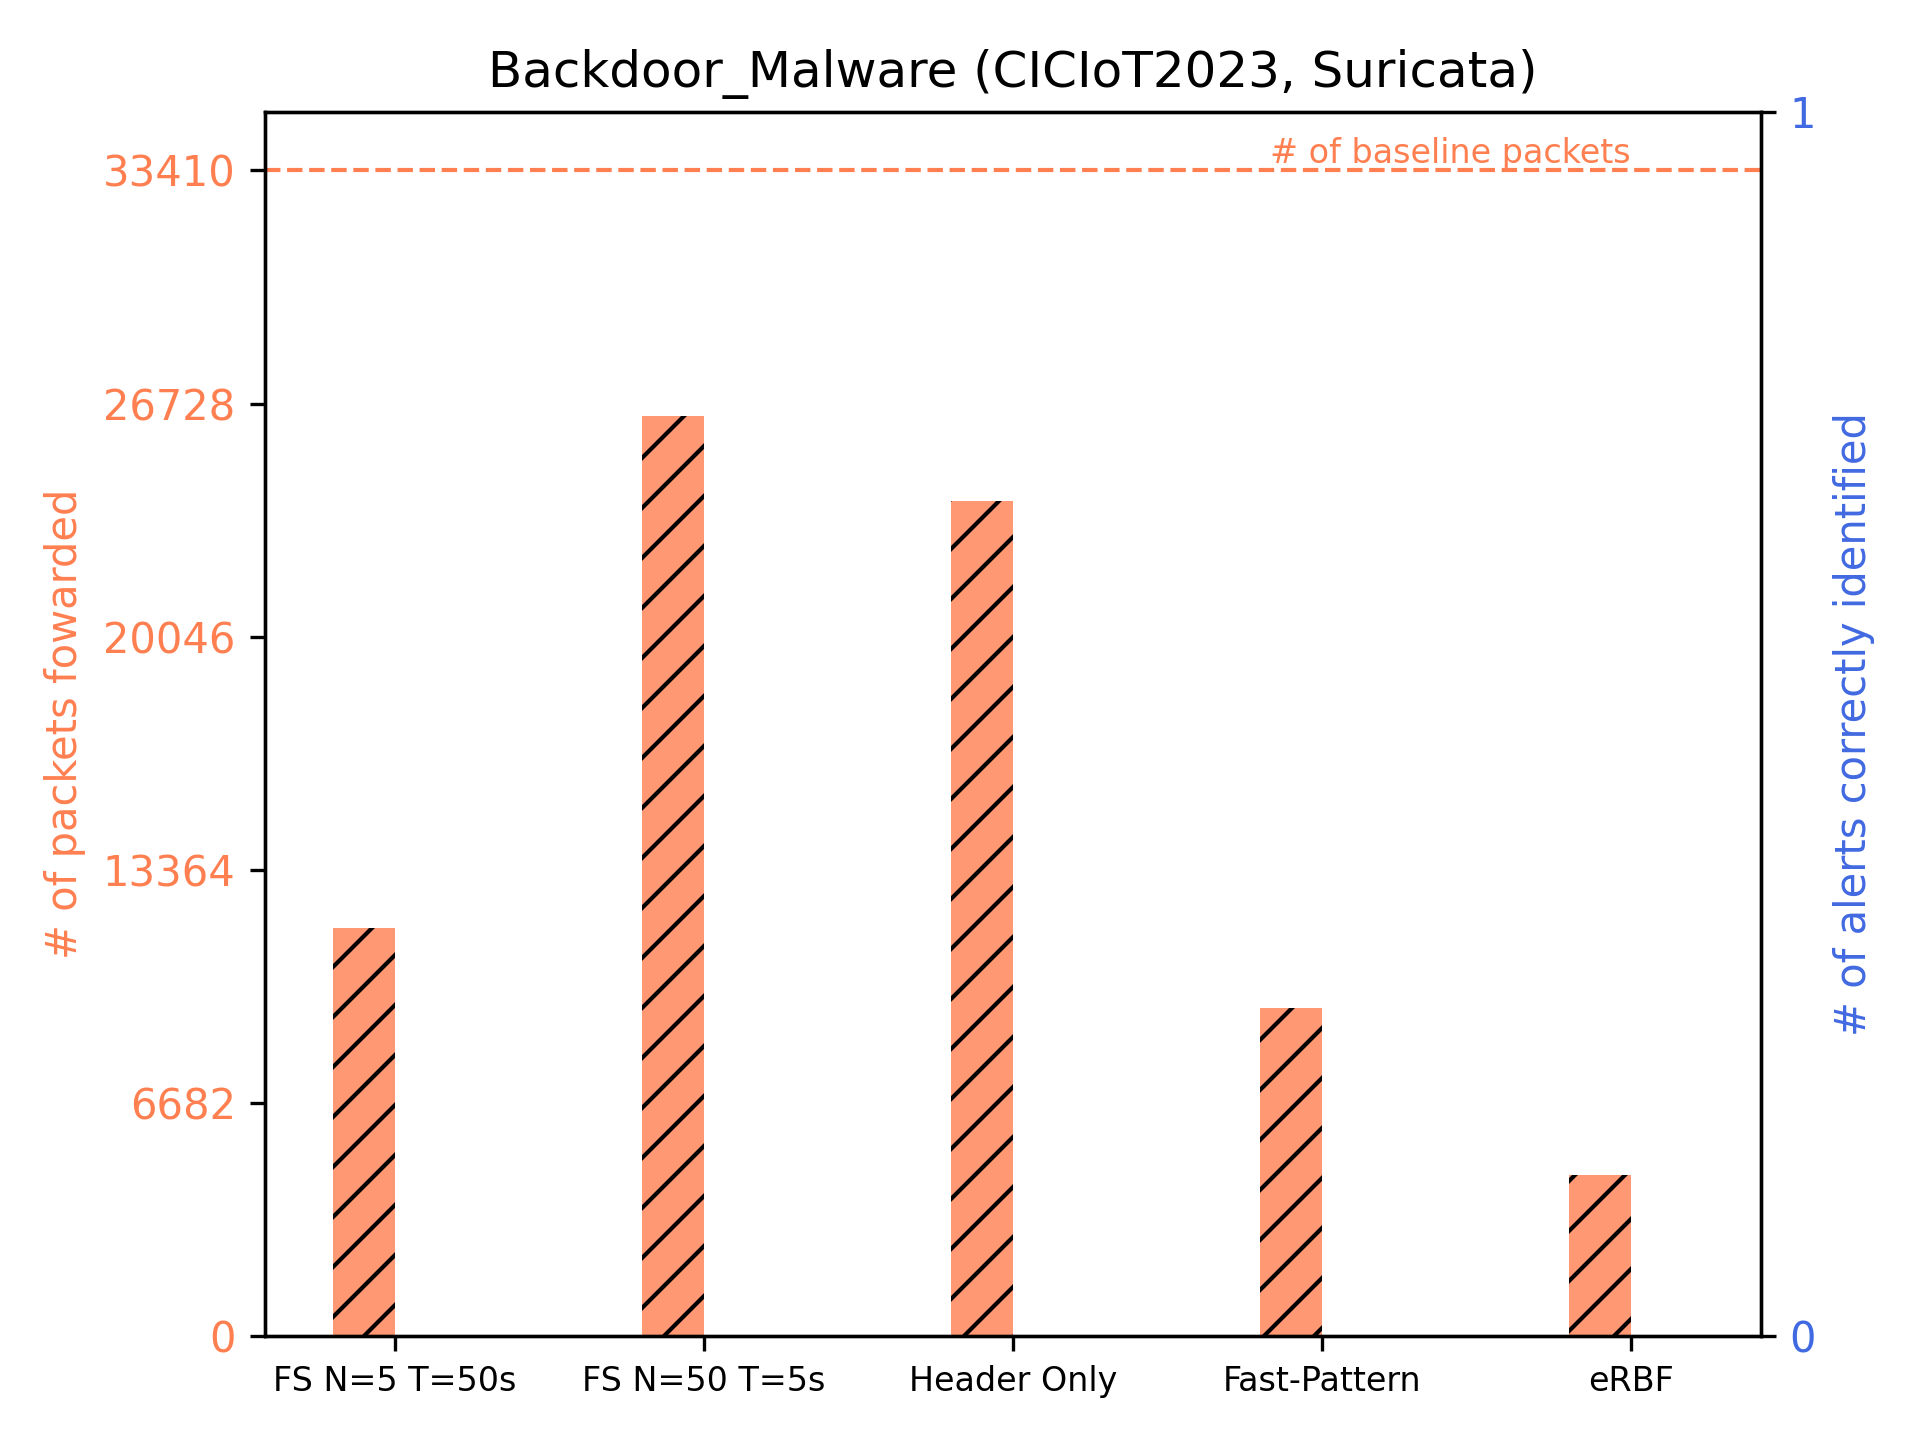 Backdoor_Malware (CICIoT2023, Suricata)
# of packets fowarded
33410
26728
20046
13364
6682
0
# of baseline packets
FS N=5 T=50s
FS N=50 T=5s
Header Only
Fast-Pattern
eRBF
1
0
# of alerts correctly identified